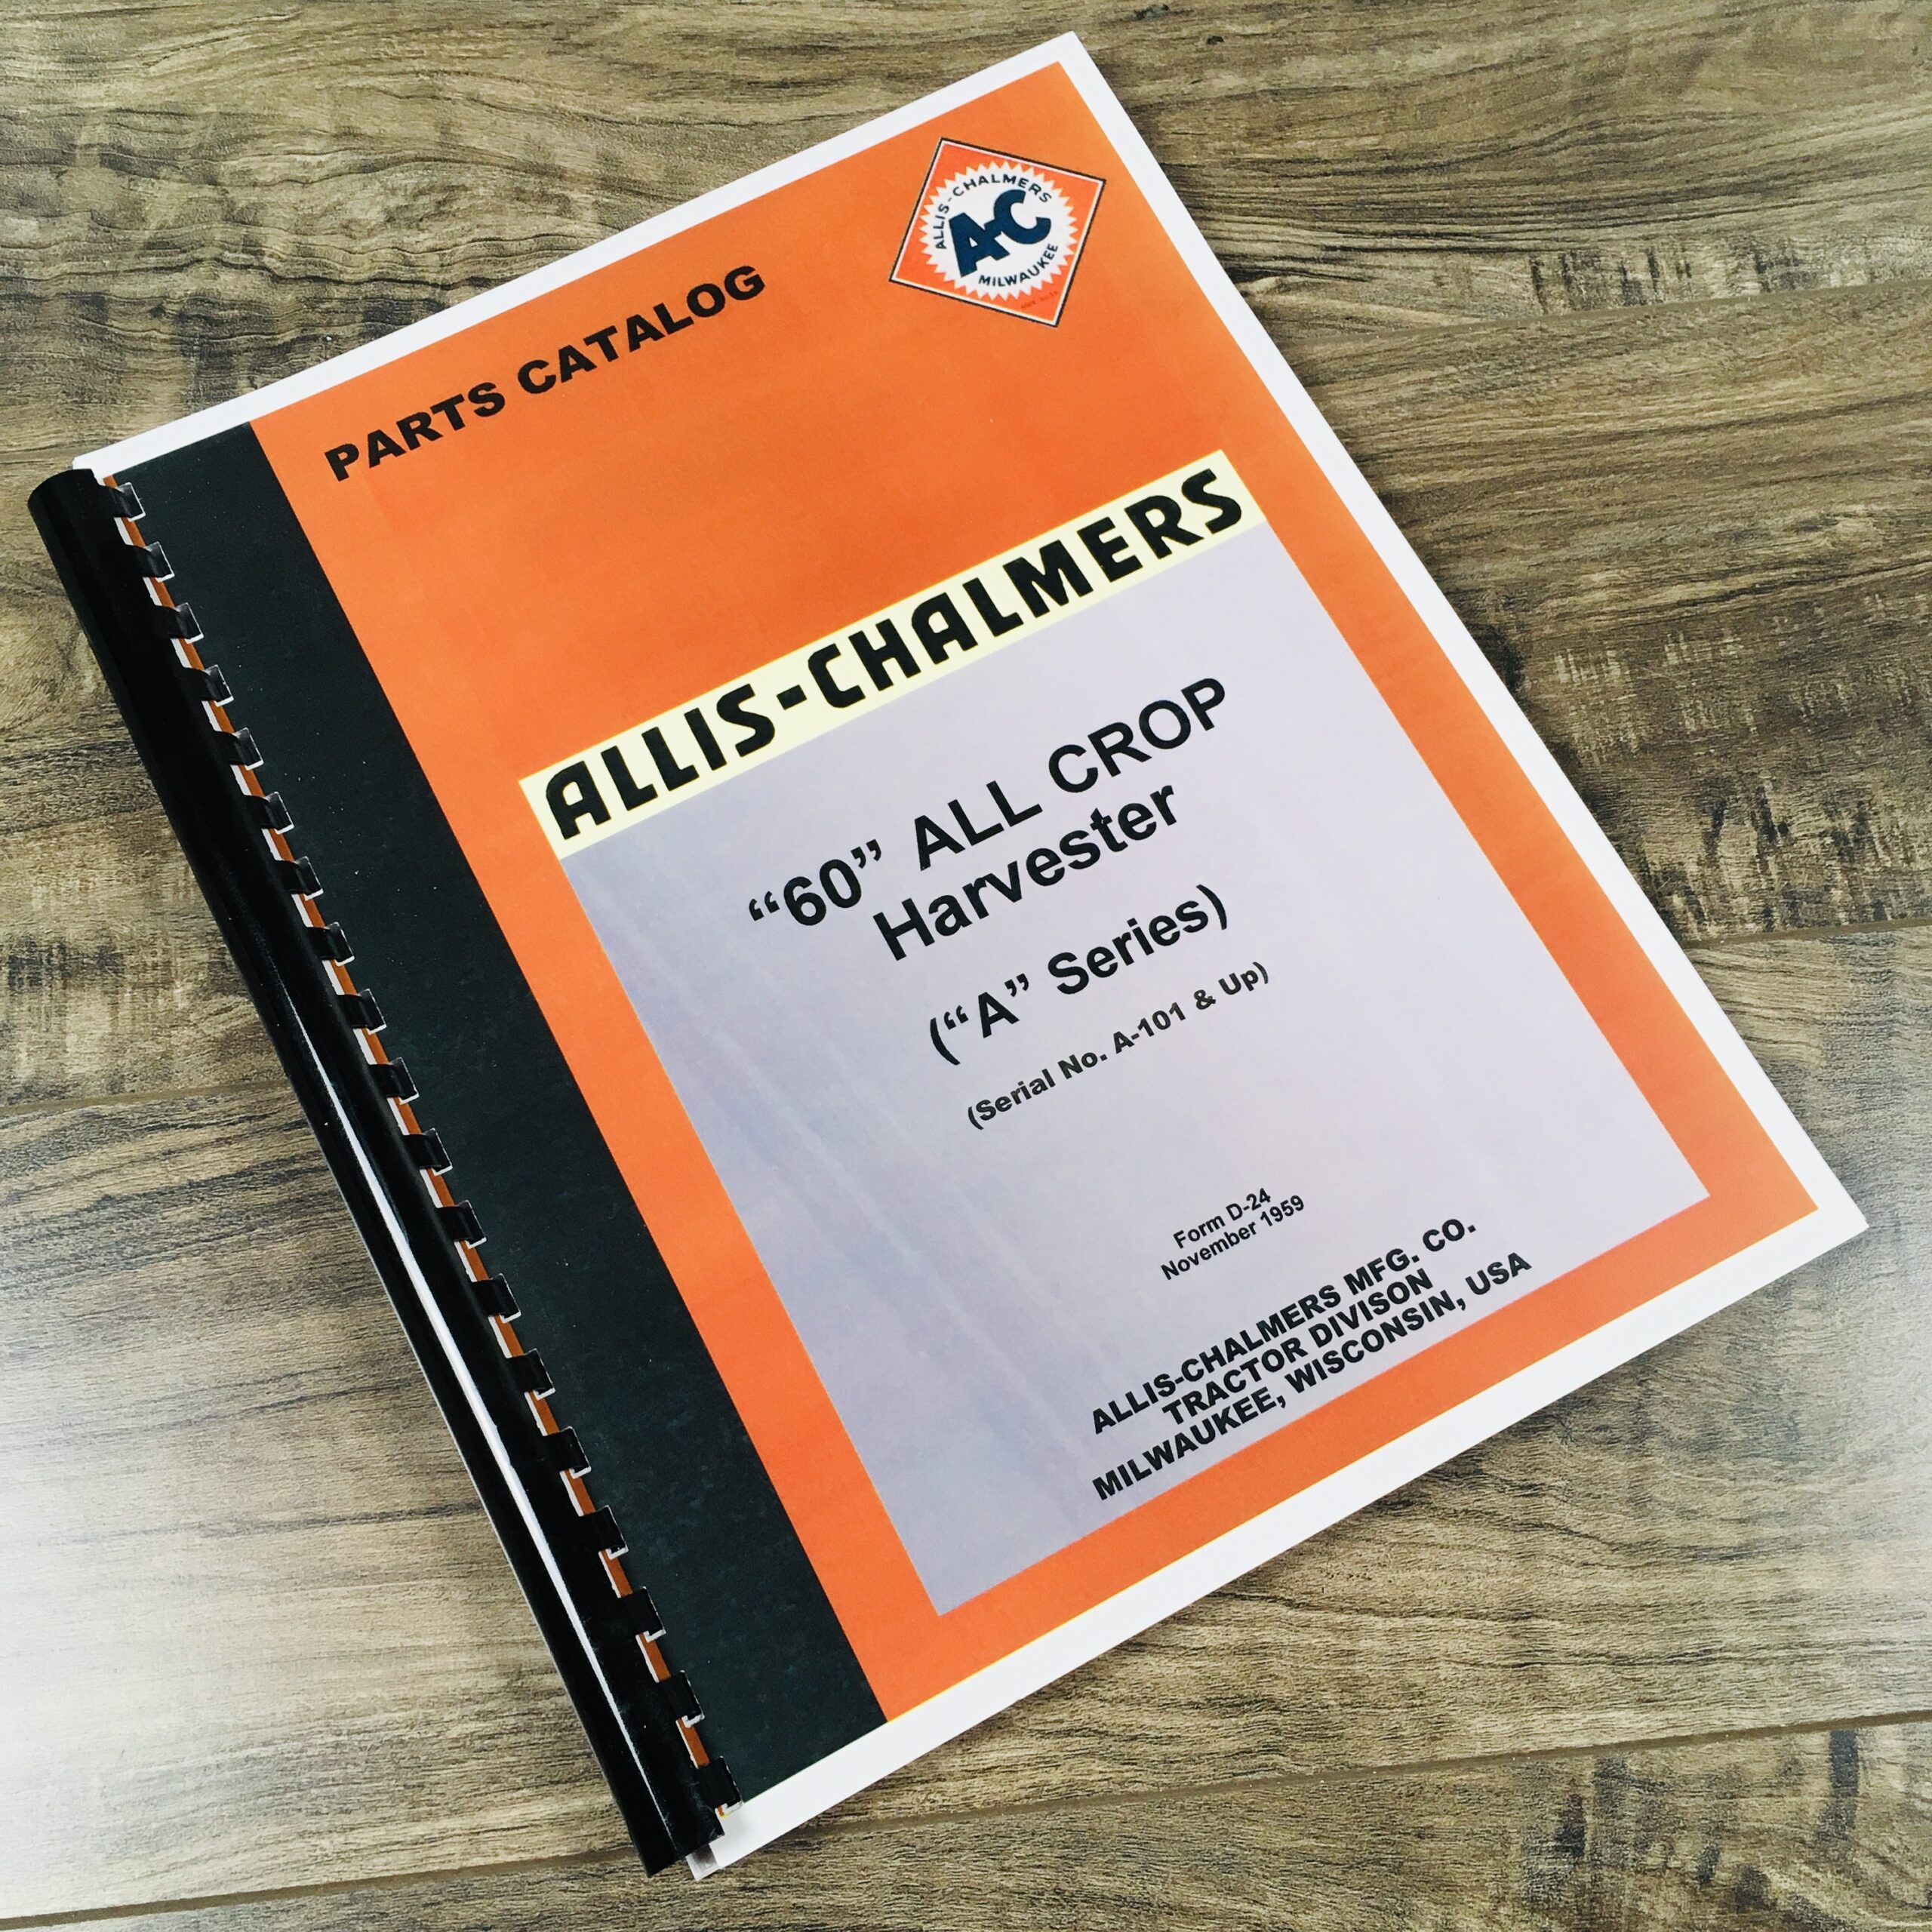 PARTS CATALOG
ALLIS-CHALMERS
A-C
MILWAUKEE
ALLIS-CHALMERS
“60” ALL CROP
Harvester
(“A” Series)
(Serial No. A-101 & Up)
Form D-24
November 1959
ALLIS-CHALMERS MFG. CO.
TRACTOR DIVISON
MILWAUKEE, WISCONSIN, USA